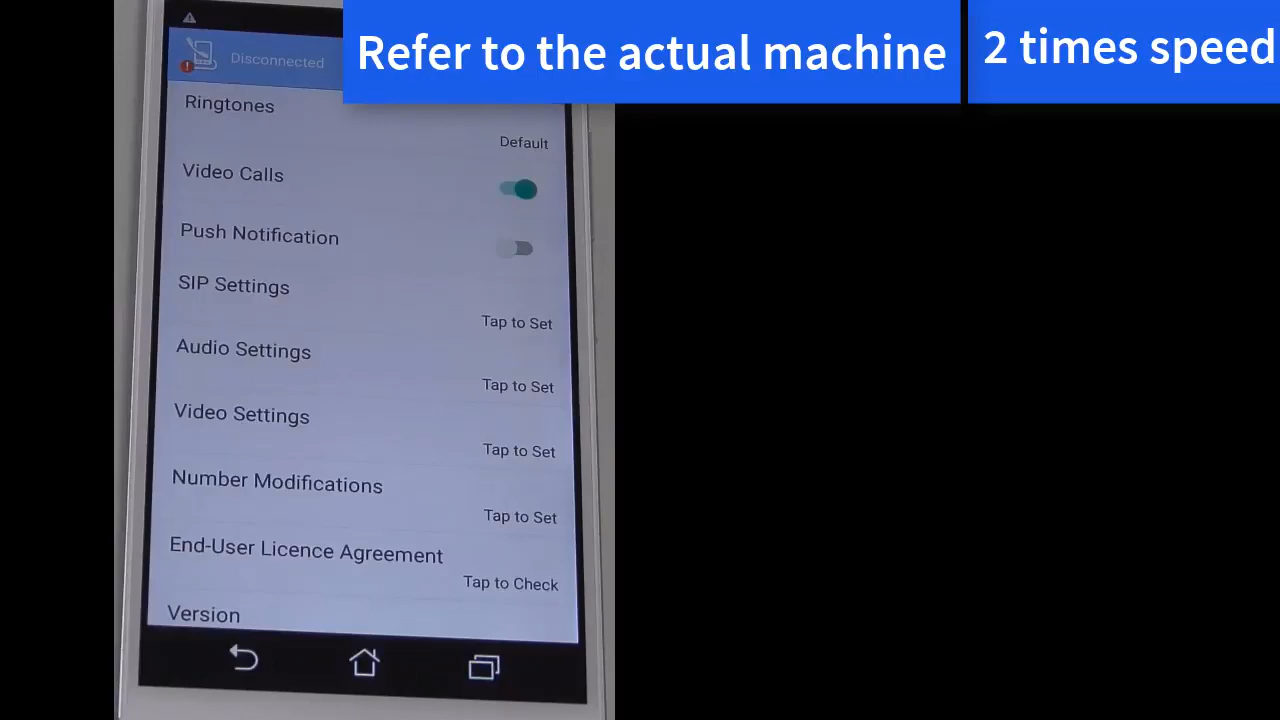 Refer to the actual machine
2 times speed
Disconnected
Ringtones
Default
Video Calls
Push Notification
SIP Settings
Tap to Set
Audio Settings
Tap to Set
Video Settings
Tap to Set
Number Modifications
Tap to Set
End-User Licence Agreement
Tap to Check
Version